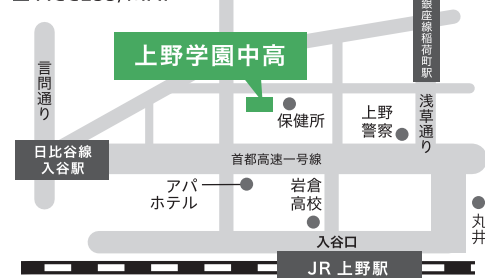 銀座線稲荷町駅
上野学園中高
言問り通り
保健所
上野
警察
浅草通り
日比谷線
入谷駅
首都高速一号線
アパ
ホテル
岩倉
高校
丸井
入谷口
JR 上野駅